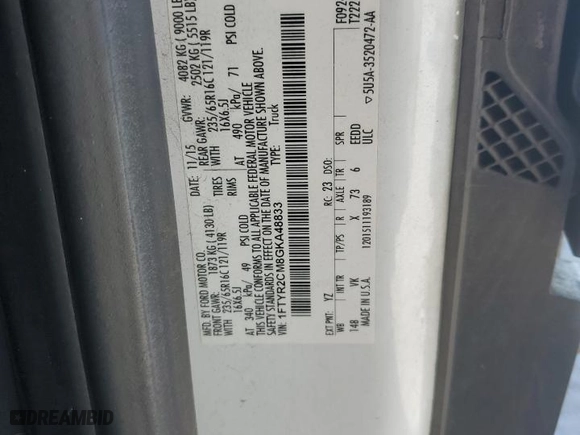 MFD. BY FORD MOTOR CO.
DATE: 11/15 GVWR: 4082 KG ( 9000 LB
FRONT GAWR: 1873 KG ( 4130 LB) REAR GAWR: 2502 KG ( 5515 LB
WITH 235/65R16C 121/119R TIRES WITH 235/65R16C 121/119R
16X6.5J RIMS 16X6.5J
AT 340 kPa/ 49 PSI COLD AT 490 kPa/ 71 PSI COLD
THIS VEHICLE CONFORMS TO ALL APPLICABLE FEDERAL MOTOR VEHICLE
SAFETY STANDARDS IN EFFECT ON THE DATE OF MANUFACTURE SHOWN ABOVE.
VIN: 1FTYR2CM8GKA48833 TYPE: Truck
F092
T222
EXT PNT: YZ RC: 23 DSO:
WB INT TR TP/PS R AXLE TR SPR
148 VK X 73 6 EEDD
MADE IN U.S.A. ULC
1201511193189
5U5A-3520472-AA
DREAMBID